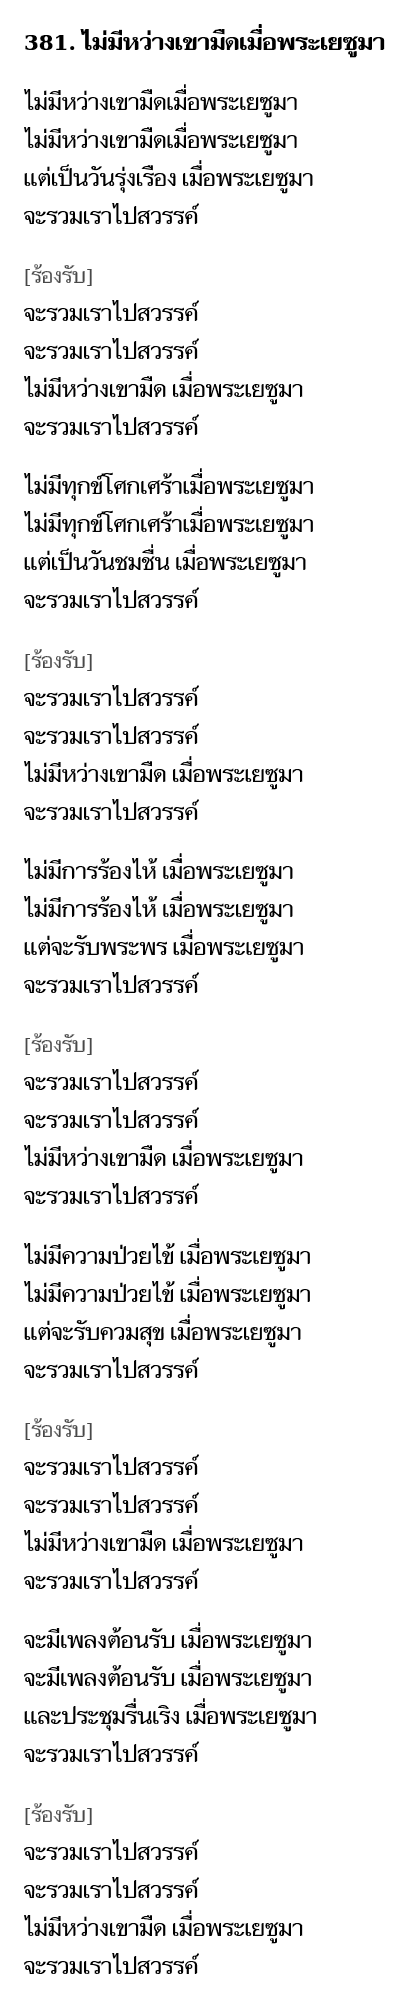 381. ไม่มีหว่างเขามืดเมื่อพระเยซูมา
ไม่มีหว่างเขามืดเมื่อพระเยซูมา
ไม่มีหว่างเขามืดเมื่อพระเยซูมา
แต่เป็นวันรุ่งเรือง เมื่อพระเยซูมา
จะรวมเราไปสวรรค์
[ร้องรับ]
จะรวมเราไปสวรรค์
จะรวมเราไปสวรรค์
ไม่มีหว่างเขามืด เมื่อพระเยซูมา
จะรวมเราไปสวรรค์
ไม่มีทุกข์โศกเศร้าเมื่อพระเยซูมา
ไม่มีทุกข์โศกเศร้าเมื่อพระเยซูมา
แต่เป็นวันชมชื่น เมื่อพระเยซูมา
จะรวมเราไปสวรรค์
[ร้องรับ]
จะรวมเราไปสวรรค์
จะรวมเราไปสวรรค์
ไม่มีหว่างเขามืด เมื่อพระเยซูมา
จะรวมเราไปสวรรค์
ไม่มีการร้องไห้ เมื่อพระเยซูมา
ไม่มีการร้องไห้ เมื่อพระเยซูมา
แต่จะรับพระพร เมื่อพระเยซูมา
จะรวมเราไปสวรรค์
[ร้องรับ]
จะรวมเราไปสวรรค์
จะรวมเราไปสวรรค์
ไม่มีหว่างเขามืด เมื่อพระเยซูมา
จะรวมเราไปสวรรค์
ไม่มีความป่วยไข้ เมื่อพระเยซูมา
ไม่มีความป่วยไข้ เมื่อพระเยซูมา
แต่จะรับควมสุข เมื่อพระเยซูมา
จะรวมเราไปสวรรค์
[ร้องรับ]
จะรวมเราไปสวรรค์
จะรวมเราไปสวรรค์
ไม่มีหว่างเขามืด เมื่อพระเยซูมา
จะรวมเราไปสวรรค์
จะมีเพลงต้อนรับ เมื่อพระเยซูมา
จะมีเพลงต้อนรับ เมื่อพระเยซูมา
และประชุมรื่นเริง เมื่อพระเยซูมา
จะรวมเราไปสวรรค์
[ร้องรับ]
จะรวมเราไปสวรรค์
จะรวมเราไปสวรรค์
ไม่มีหว่างเขามืด เมื่อพระเยซูมา
จะรวมเราไปสวรรค์